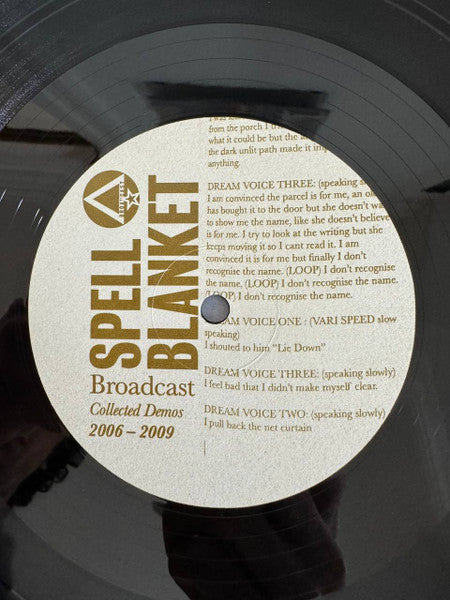 SPELL
BLANKET
Broadcast
Collected Demos
2006 – 2009
from the porch I
what it could be but the
the dark unlit path made it
anything.
DREAM VOICE THREE: (speaking
I am convinced the parcel is for me, an
has bought it to the door but she doesn't
to show me the name, like she doesn't believe
is for me. I try to look at the writing but she
keeps moving it so I cant read it. I am
convinced it is for me but finally I don't
recognise the name. (LOOP) I don't recognise
the name. (LOOP) I don't recognise the name.
(LOOP) I don't recognise the name.
VOICE ONE : (VARI SPEED slow
speaking)
I shouted to him "Lie Down"
DREAM VOICE THREE: (speaking slowly)
I feel bad that I didn't make myself clear.
DREAM VOICE TWO: (speaking slowly)
I pull back the net curtain